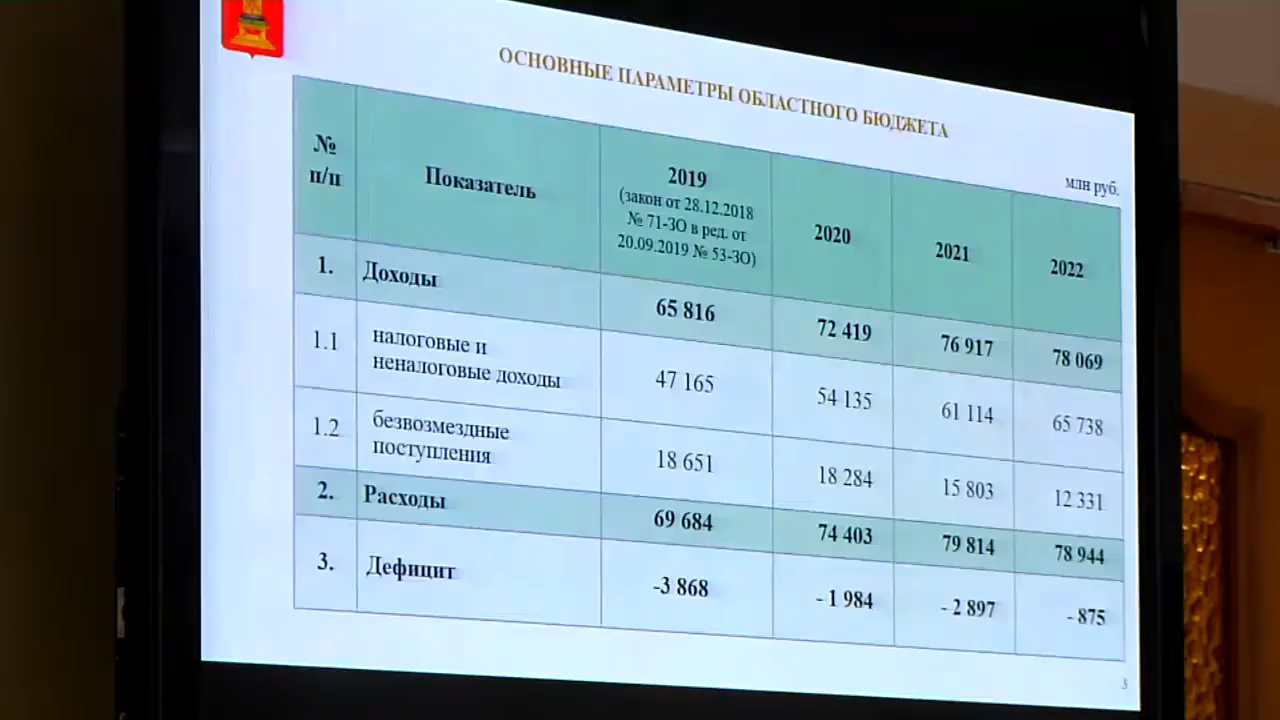 ОСНОВНЫЕ ПАРАМЕТРЫ ОБЛАСТНОГО БЮДЖЕТА
млн руб.
№
п/п
Показатель
2019
(закон от 28.12.2018
№ 71-ЗО в ред. от
20.09.2019 № 53-ЗО)
2020
2021
2022
1. Доходы 65 816 72 419 76 917 78 069
1.1 налоговые и
неналоговые доходы 47 165 54 135 61 114 65 738
1.2 безвозмездные
поступления 18 651 18 284 15 803 12 331
2. Расходы 69 684 74 403 79 814 78 944
3. Дефицит -3 868 - 1 984 - 2 897 - 875